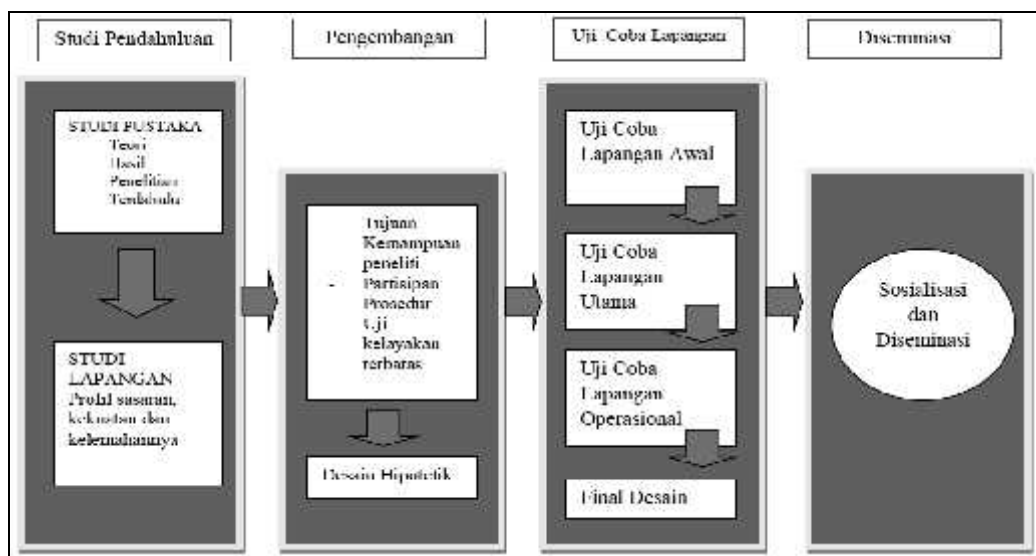 Studi Pendahuluan
Pengembangan
Uji Coba Lapangan
Diseminasi
STUDI PUSTAKA
Teori
Hasil
Penelitian
Terdahulu
STUDI
LAPANGAN
Profil sasaran,
kekuatan dan
kelemahannya
Tujuan
Kemampuan
peneliti
- Partisipan
Prosedur
Uji
kelayakan
terbaras
Desain Hipotetik
Uji Coba
Lapangan Awal
Uji Coba
Lapangan
Utama
Uji Coba
Lapangan
Operasional
Final Desain
Sosialisasi
dan
Diseminasi